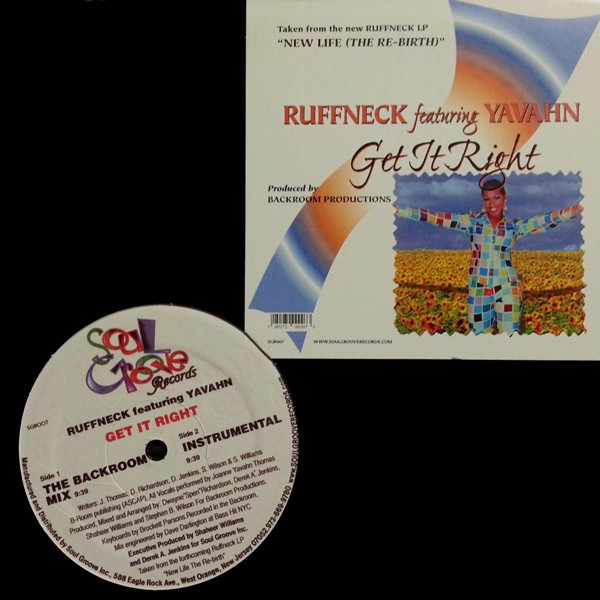 Taken from the new RUFFNECK LP
"NEW LIFE (THE RE-BIRTH)"
RUFFNECK featuring YAVAHN
Get It Right
Produced by
BACKROOM PRODUCTIONS
SGR007
WWW.SOULGROOVERECORDS.COM
Soul
Groove
Records
SGROO7
RUFFNECK featuring YAVAHN
GET IT RIGHT
Side 1
THE BACKROOM
MIX 9:39
Side 2
INSTRUMENTAL
9:39
Writers: J. Thomas, D. Richardson, D. Jenkins, S. Wilson & S. Williams
B-Room publishing (ASCAP). All Vocals performed by Joanne Yavahn Thomas
Produced, Mixed and Arranged by: Dwayne "Spen" Richardson, Derek A. Jenkins,
Shaheer Williams and Stephen B. Wilson For Backroom Productions.
Keyboards by Brockett Parsons Recorded in the Backroom,
Mix engineered by Dave Darlington at Bass Hit NYC.
Executive Produced by Shaheer Williams
and Derek A. Jenkins for Soul Groove Inc.
Taken from the forthcoming Ruffneck LP
"New Life The Re-birth"
Manufactured and Distributed by Soul Groove Inc., 588 Eagle Rock Ave., West Orange, New Jersey 07052 973-669-9780 WWW.SOULGROOVERECORDS.COM